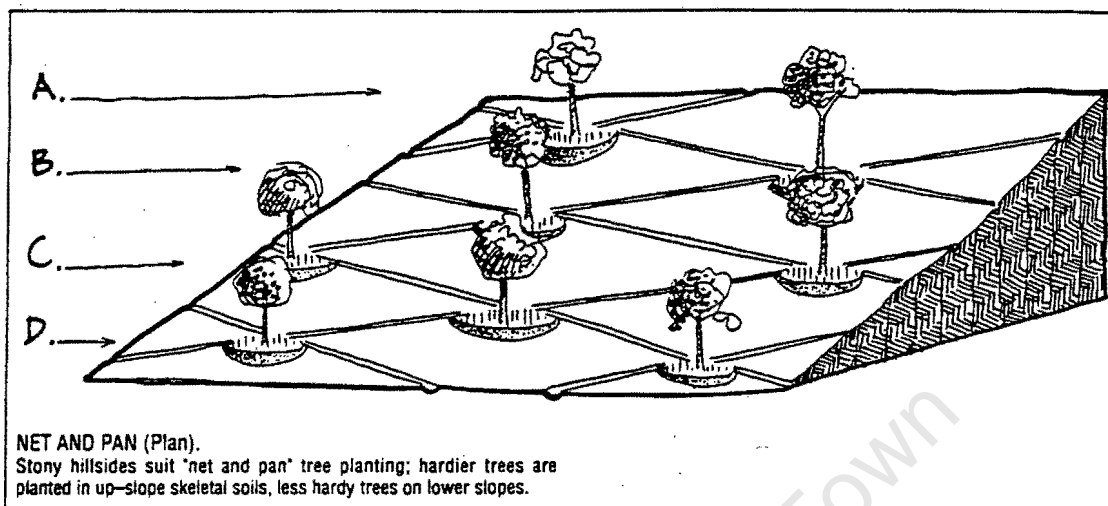 A.
B.
C.
D.
NET AND PAN (Plan).
Stony hillsides suit "net and pan" tree planting; hardier trees are
planted in up-slope skeletal soils, less hardy trees on lower slopes.
Town